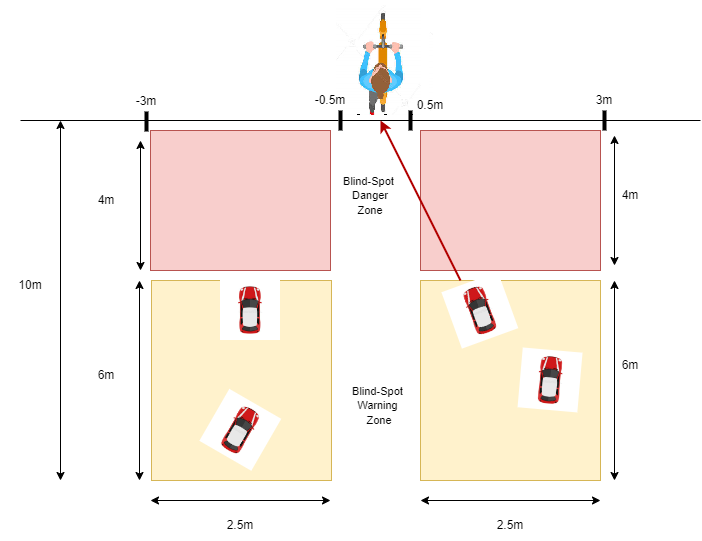 -3m
-0.5m
0.5m
3m
Blind-Spot
Danger
Zone
4m
4m
10m
6m
6m
Blind-Spot
Warning
Zone
2.5m
2.5m